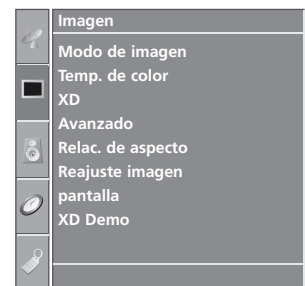 Imagen
Modo de imagen
Temp. de color
XD
Avanzado
Relac. de aspecto
Reajuste imagen
pantalla
XD Demo